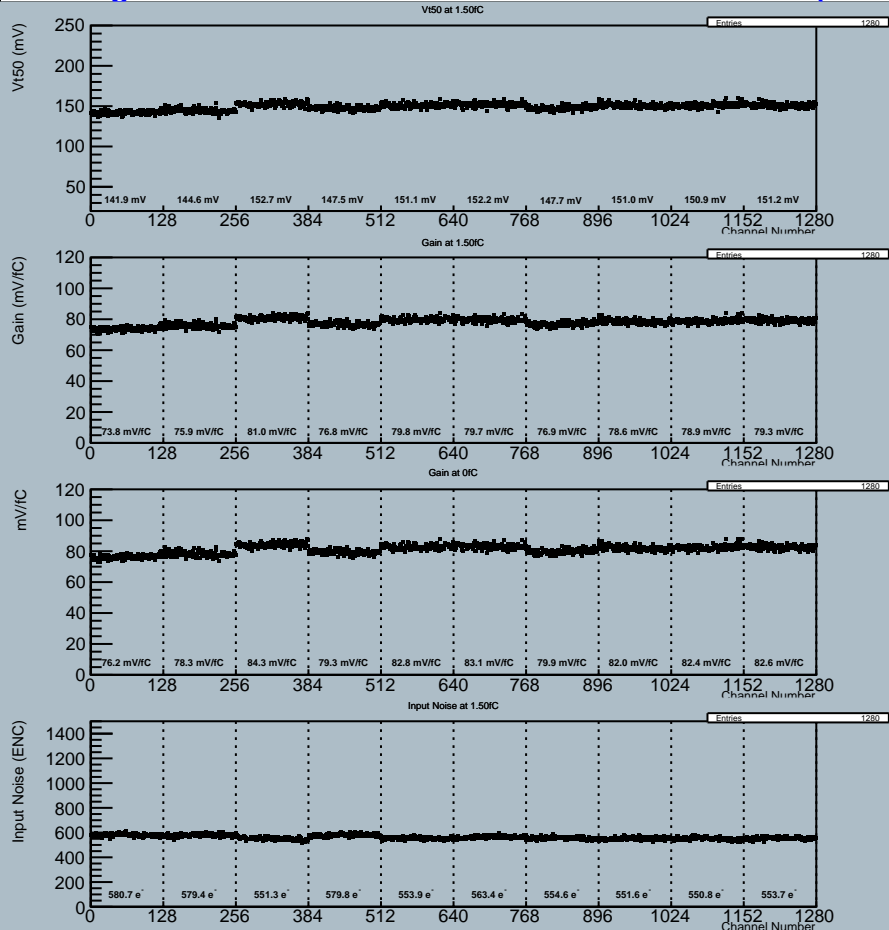 Vt50 at 1.50fC
Entries 1280
Vt50 (mV)
250
200
150
100
50
141.9 mV 144.6 mV 152.7 mV 147.5 mV 151.1 mV 152.2 mV 147.7 mV 151.0 mV 150.9 mV 151.2 mV
0 128 256 384 512 640 768 896 1024 1152 1280
Channel Number
Gain at 1.50fC
Entries 1280
Gain (mV/fC)
120
100
80
60
40
20
0
73.8 mV/fC 75.9 mV/fC 81.0 mV/fC 76.8 mV/fC 79.8 mV/fC 79.7 mV/fC 76.9 mV/fC 78.6 mV/fC 78.9 mV/fC 79.3 mV/fC
0 128 256 384 512 640 768 896 1024 1152 1280
Channel Number
Gain at 0fC
Entries 1280
mV/fC
120
100
80
60
40
20
0
76.2 mV/fC 78.3 mV/fC 84.3 mV/fC 79.3 mV/fC 82.8 mV/fC 83.1 mV/fC 79.9 mV/fC 82.0 mV/fC 82.4 mV/fC 82.6 mV/fC
0 128 256 384 512 640 768 896 1024 1152 1280
Channel Number
Input Noise at 1.50fC
Entries 1280
Input Noise (ENC)
1400
1200
1000
800
600
400
200
0
580.7 e⁻ 579.4 e⁻ 551.3 e⁻ 579.8 e⁻ 553.9 e⁻ 563.4 e⁻ 554.6 e⁻ 551.6 e⁻ 550.8 e⁻ 553.7 e⁻
0 128 256 384 512 640 768 896 1024 1152 1280
Channel Number